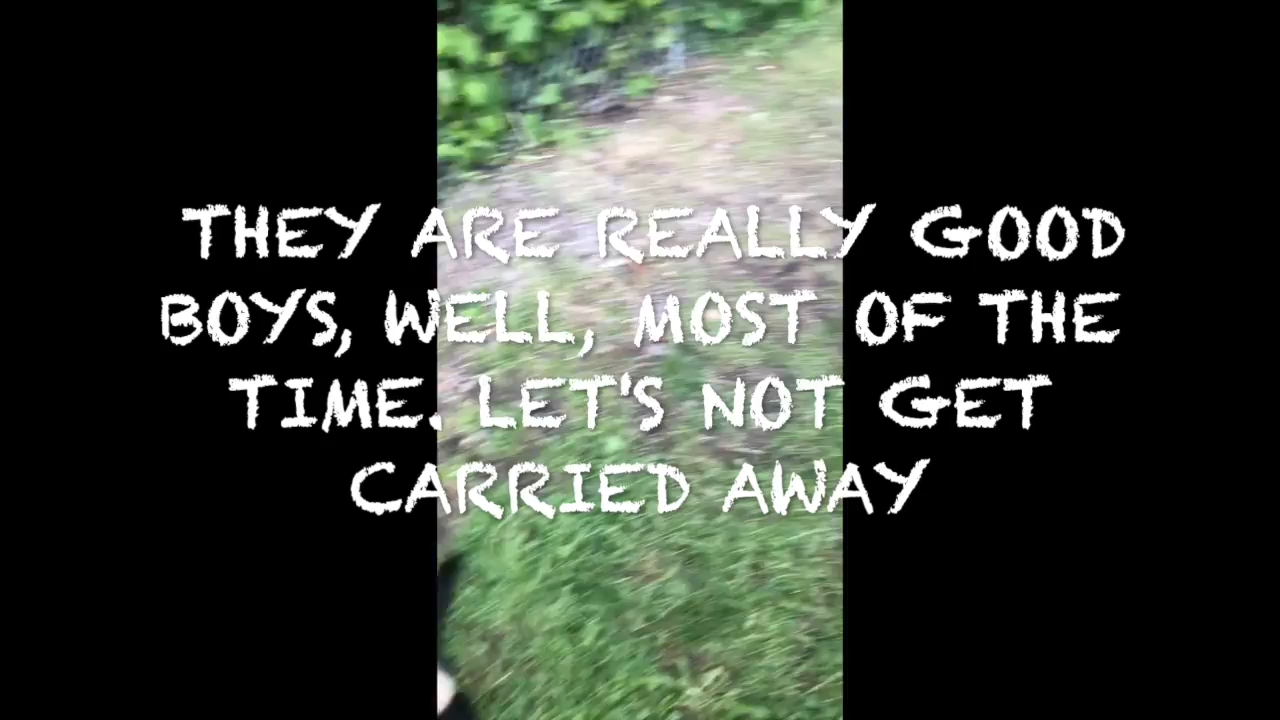 THEY ARE REALLY GOOD
BOYS, WELL, MOST OF THE
TIME. LET'S NOT GET
CARRIED AWAY